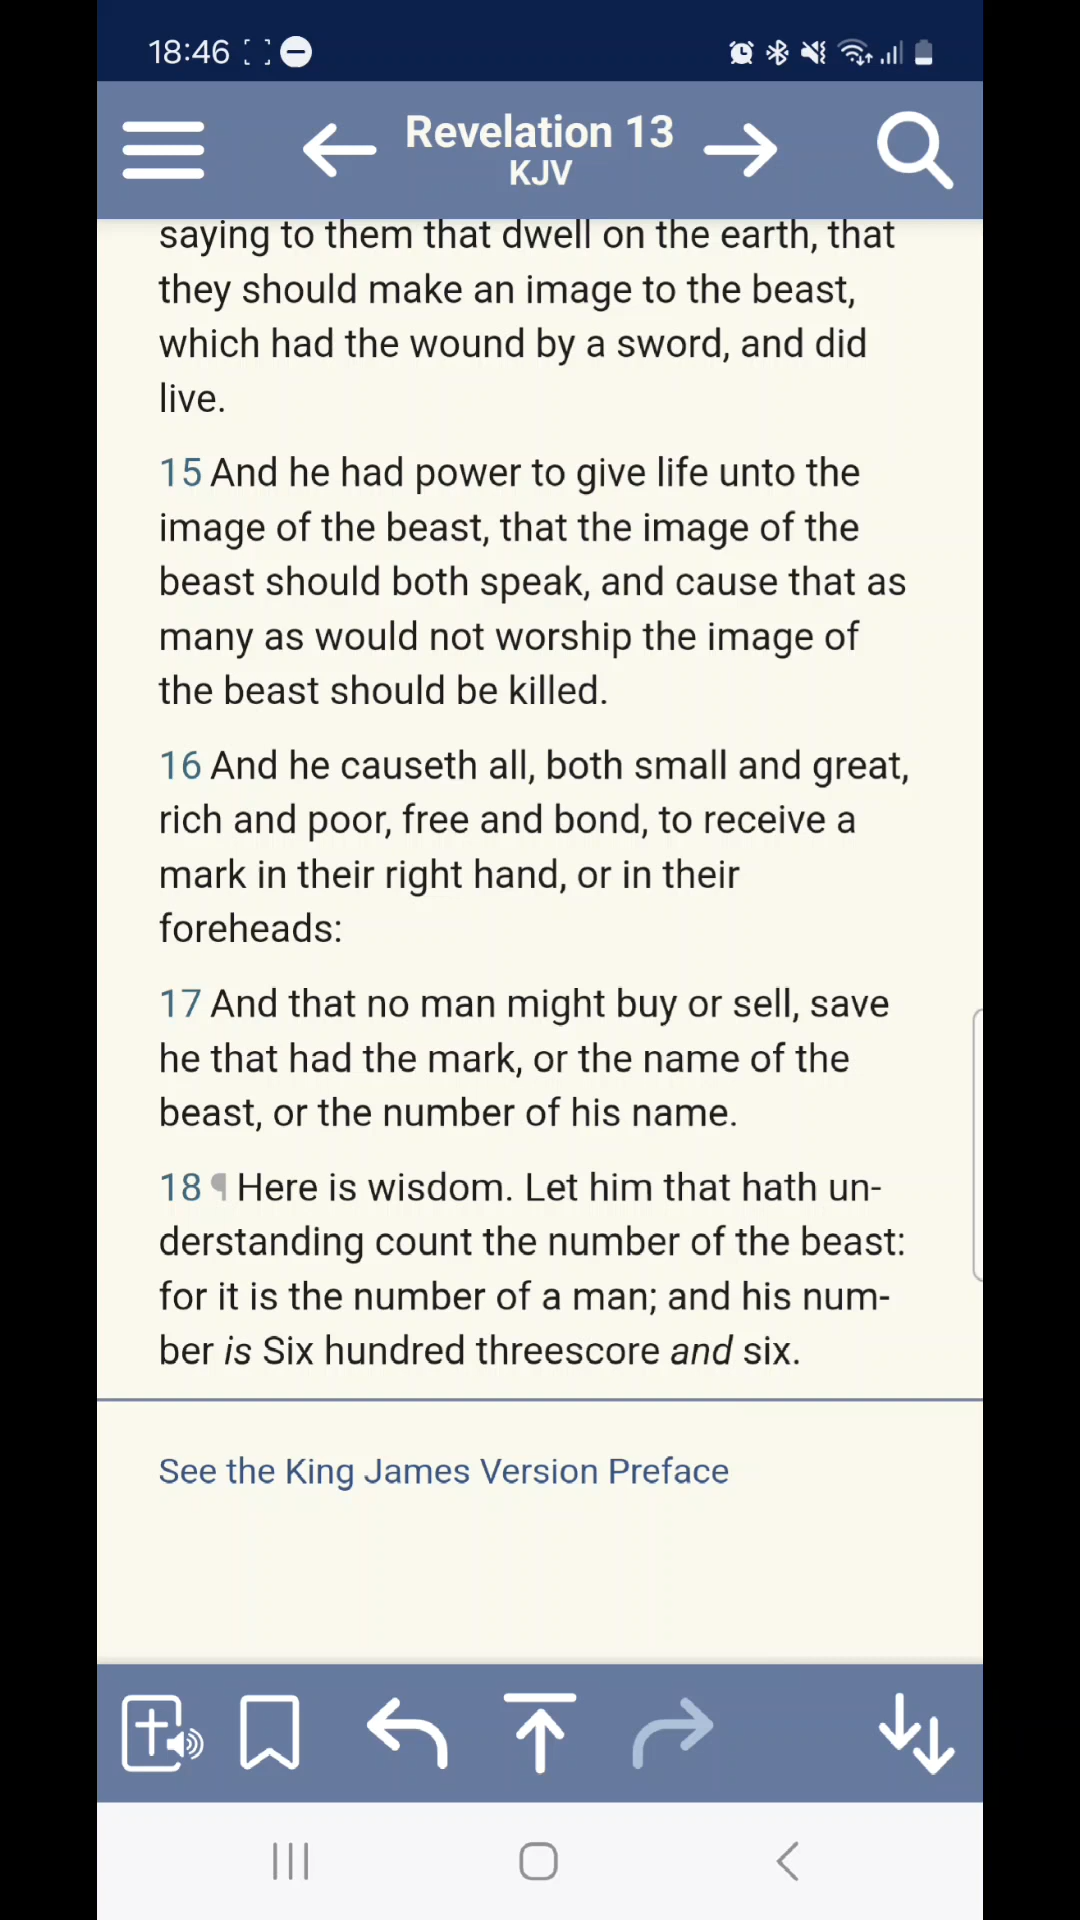 18:46
Revelation 13
KJV
saying to them that dwell on the earth, that
they should make an image to the beast,
which had the wound by a sword, and did
live.
15 And he had power to give life unto the
image of the beast, that the image of the
beast should both speak, and cause that as
many as would not worship the image of
the beast should be killed.
16 And he causeth all, both small and great,
rich and poor, free and bond, to receive a
mark in their right hand, or in their
foreheads:
17 And that no man might buy or sell, save
he that had the mark, or the name of the
beast, or the number of his name.
18 ¶ Here is wisdom. Let him that hath un-
derstanding count the number of the beast:
for it is the number of a man; and his num-
ber is Six hundred threescore and six.
See the King James Version Preface